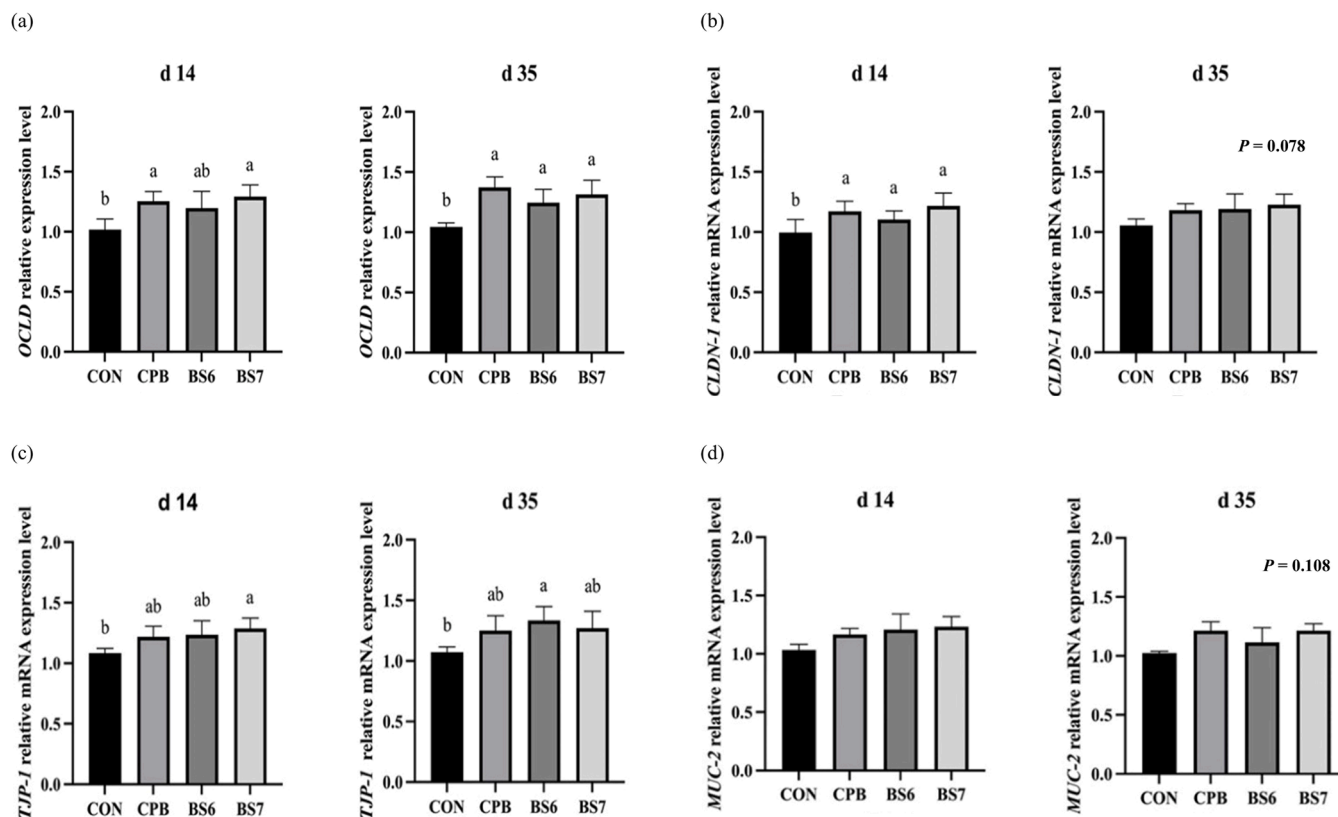 (a)
d 14
OCLD relative expression level
2.0
1.5
1.0
0.5
0.0
b
a
ab
a
CON
CPB
BS6
BS7
d 35
OCLD relative expression level
2.0
1.5
1.0
0.5
0.0
b
a
a
a
CON
CPB
BS6
BS7
(b)
d 14
CLDN-1 relative mRNA expression level
2.0
1.5
1.0
0.5
0.0
b
a
a
a
CON
CPB
BS6
BS7
d 35
CLDN-1 relative mRNA expression level
2.0
1.5
1.0
0.5
0.0
P = 0.078
CON
CPB
BS6
BS7
(c)
d 14
TJP-1 relative mRNA expression level
2.0
1.5
1.0
0.5
0.0
b
ab
ab
a
CON
CPB
BS6
BS7
d 35
TJP-1 relative mRNA expression level
2.0
1.5
1.0
0.5
0.0
b
ab
a
ab
CON
CPB
BS6
BS7
(d)
d 14
MUC-2 relative mRNA expression level
2.0
1.5
1.0
0.5
0.0
CON
CPB
BS6
BS7
d 35
MUC-2 relative mRNA expression level
2.0
1.5
1.0
0.5
0.0
P = 0.108
CON
CPB
BS6
BS7